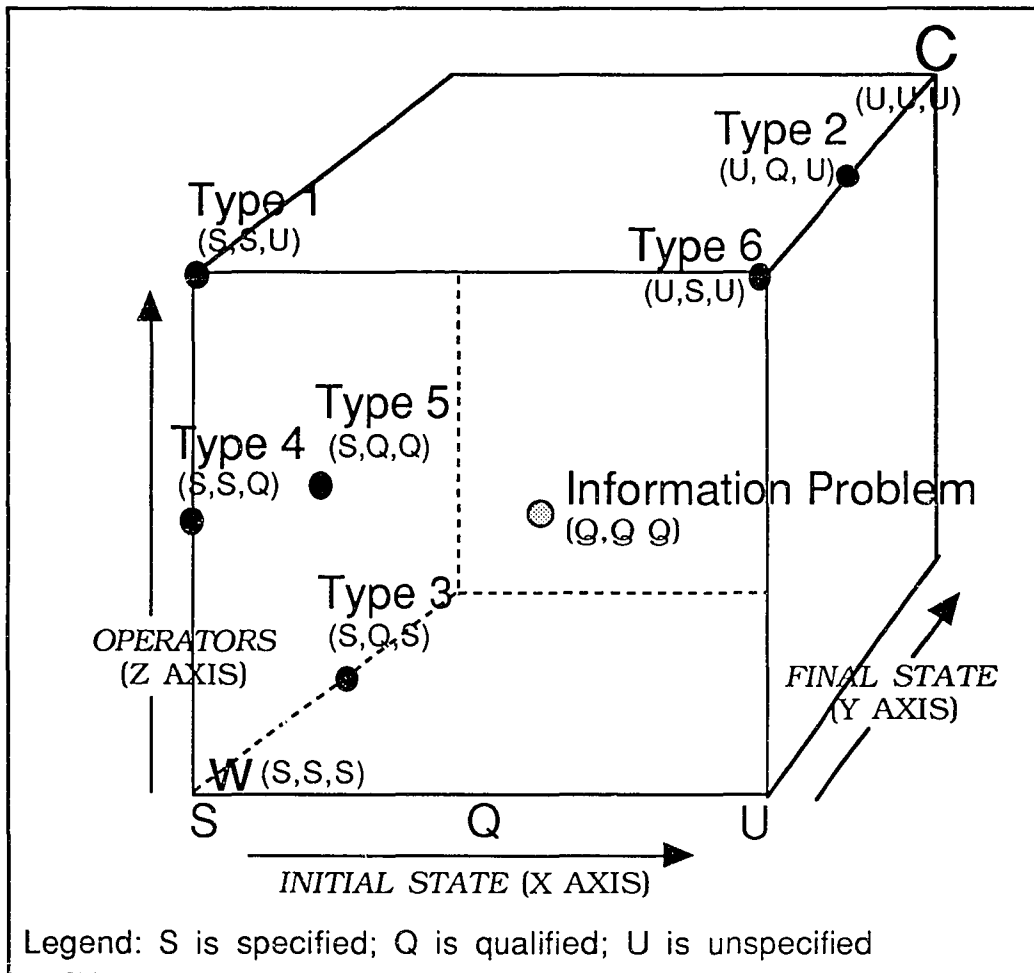 C
(U,U,U)
Type 2
(U, Q, U)
Type 1
(S,S,U)
Type 6
(U,S,U)
Type 5
(S,Q,Q)
Type 4
(S,S,Q)
Information Problem
(Q,Q Q)
Type 3
(S,Q,S)
OPERATORS
(Z AXIS)
FINAL STATE
(Y AXIS)
W (S,S,S)
S Q U
INITIAL STATE (X AXIS)
Legend: S is specified; Q is qualified; U is unspecified